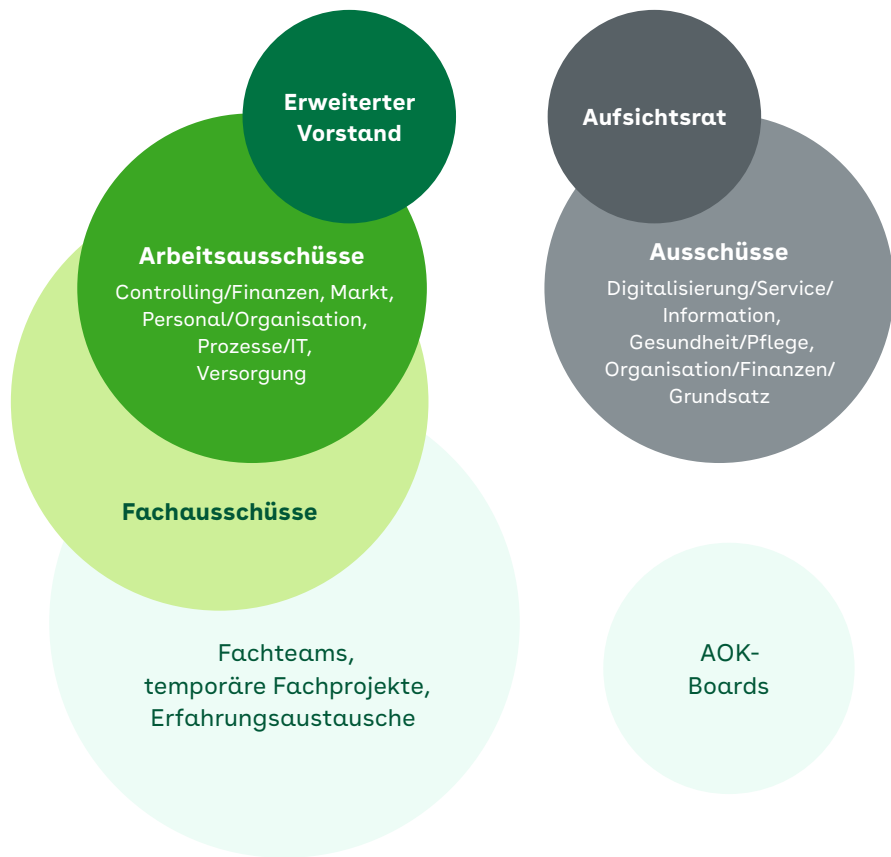 Erweiterter
Vorstand
Aufsichtsrat
Arbeitsausschüsse
Controlling/Finanzen, Markt,
Personal/Organisation,
Prozesse/IT,
Versorgung
Ausschüsse
Digitalisierung/Service/
Information,
Gesundheit/Pflege,
Organisation/Finanzen/
Grundsatz
Fachausschüsse
Fachteams,
temporäre Fachprojekte,
Erfahrungsaustausche
AOK-
Boards